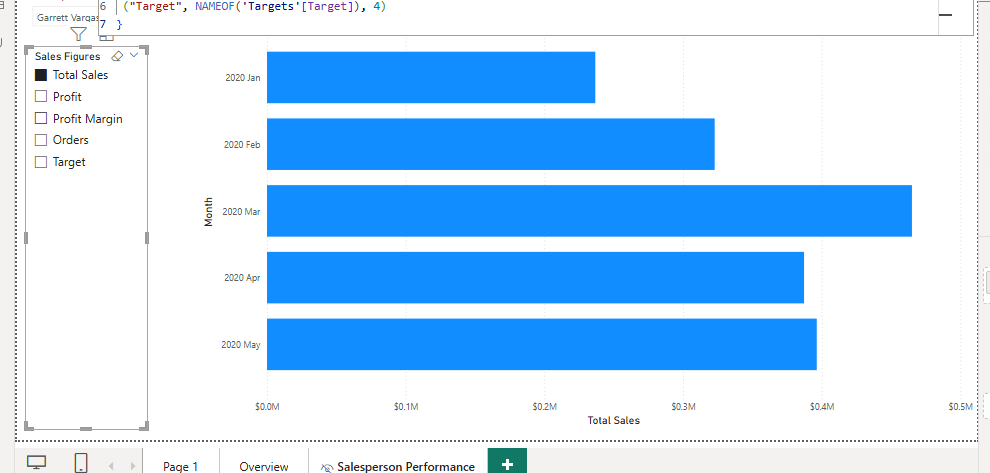 6 ("Target", NAMEOF('Targets'[Target]), 4)
Garrett Vargas
7 }
Sales Figures
Total Sales
Profit
Profit Margin
Orders
Target
Month
2020 Jan
2020 Feb
2020 Mar
2020 Apr
2020 May
$0.0M $0.1M $0.2M $0.3M $0.4M $0.5M
Total Sales
Page 1 Overview Salesperson Performance +